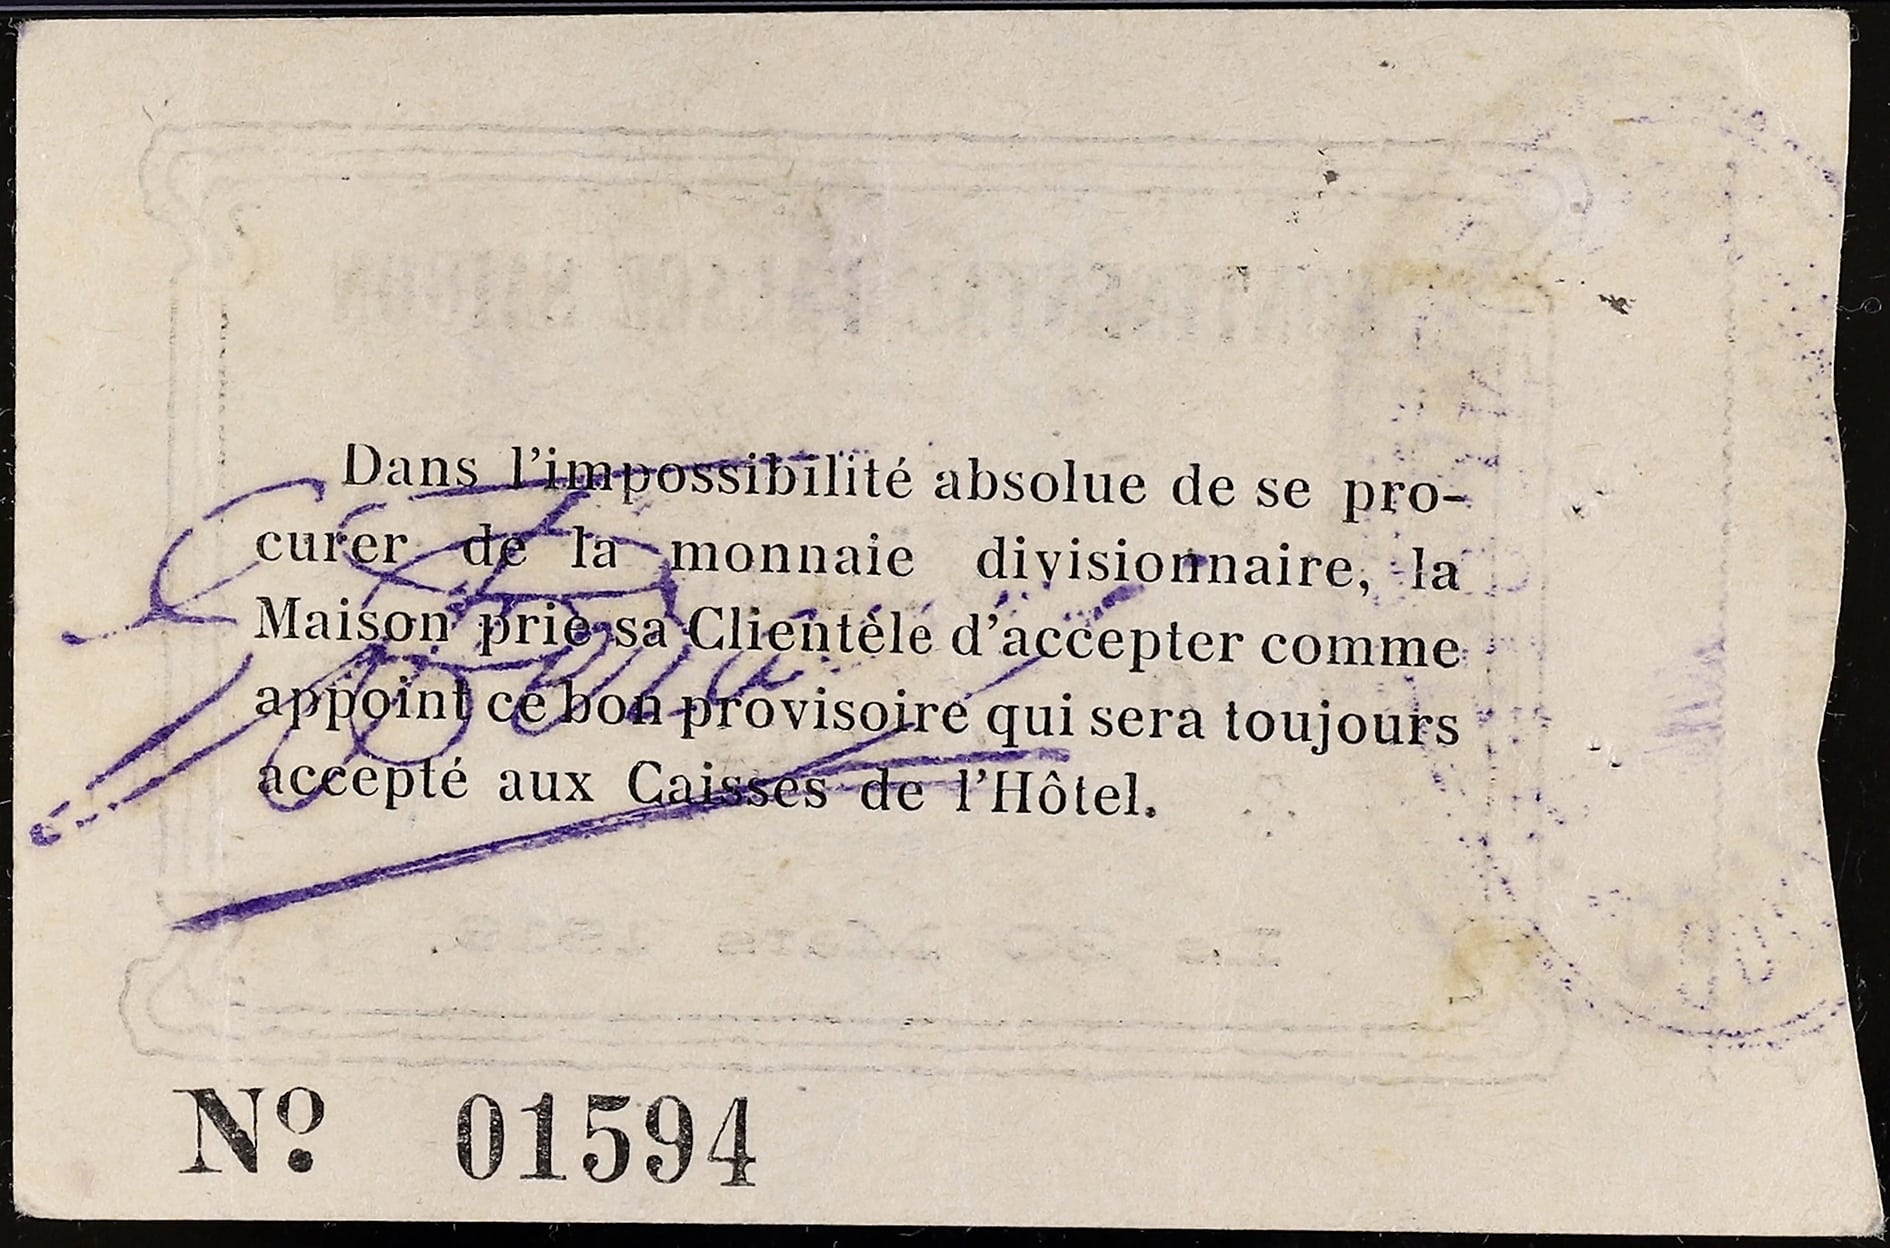 Dans l'impossibilité absolue de se pro-
curer de la monnaie divisionnaire, la
Maison prie sa Clientèle d'accepter comme
appoint ce bon provisoire qui sera toujours
accepté aux Caisses de l'Hôtel.
Nº. 01594